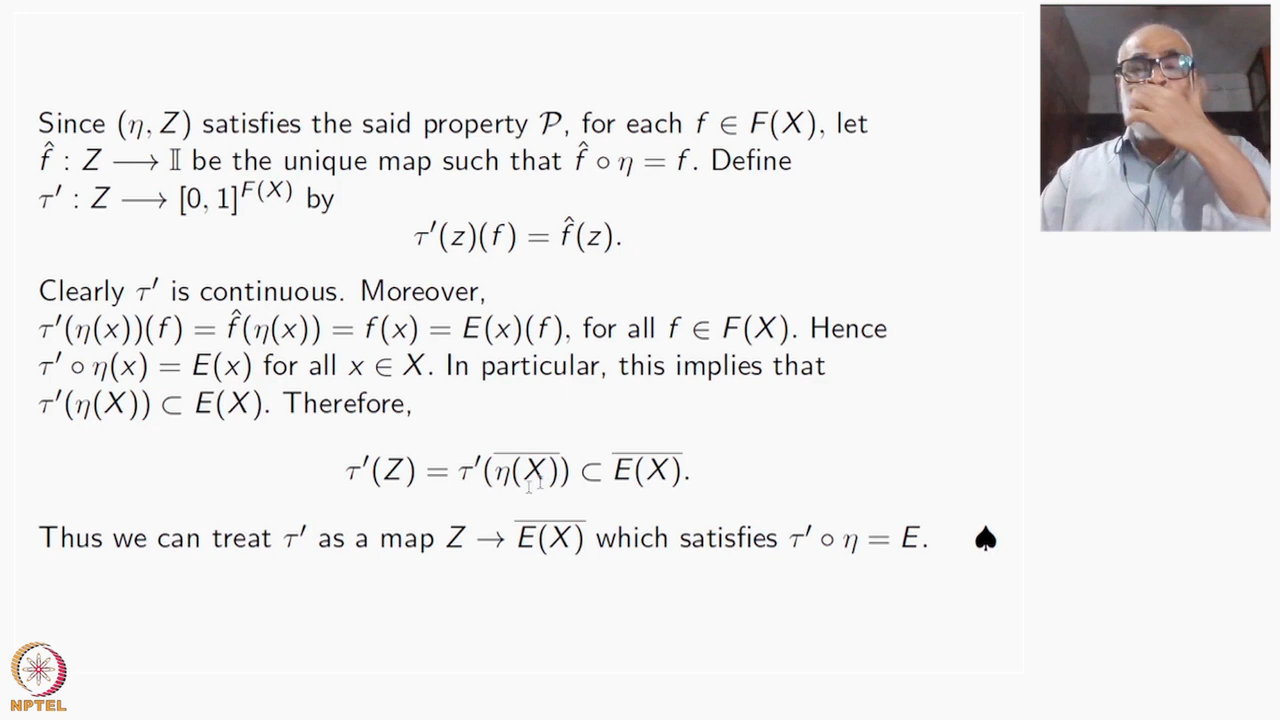 Since (η, Z) satisfies the said property 𝒫, for each f ∈ F(X), let
f̂ : Z ⟶ 𝕀 be the unique map such that f̂ ∘ η = f. Define
τ′ : Z ⟶ [0, 1]^{F(X)} by
τ′(z)(f) = f̂(z).
Clearly τ′ is continuous. Moreover,
τ′(η(x))(f) = f̂(η(x)) = f(x) = E(x)(f), for all f ∈ F(X). Hence
τ′ ∘ η(x) = E(x) for all x ∈ X. In particular, this implies that
τ′(η(X)) ⊂ E(X). Therefore,
τ′(Z) = τ′(\overline{η(X)}) ⊂ \overline{E(X)}.
Thus we can treat τ′ as a map Z → \overline{E(X)} which satisfies τ′ ∘ η = E. ♠
NPTEL